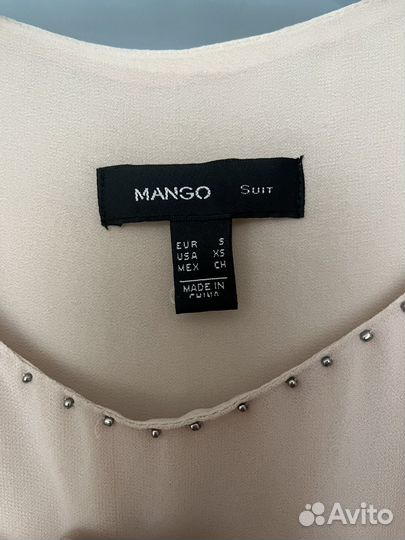 MANGO SUIT
EUR S
USA XS
MEX CH
MADE IN
CHINA
Avito